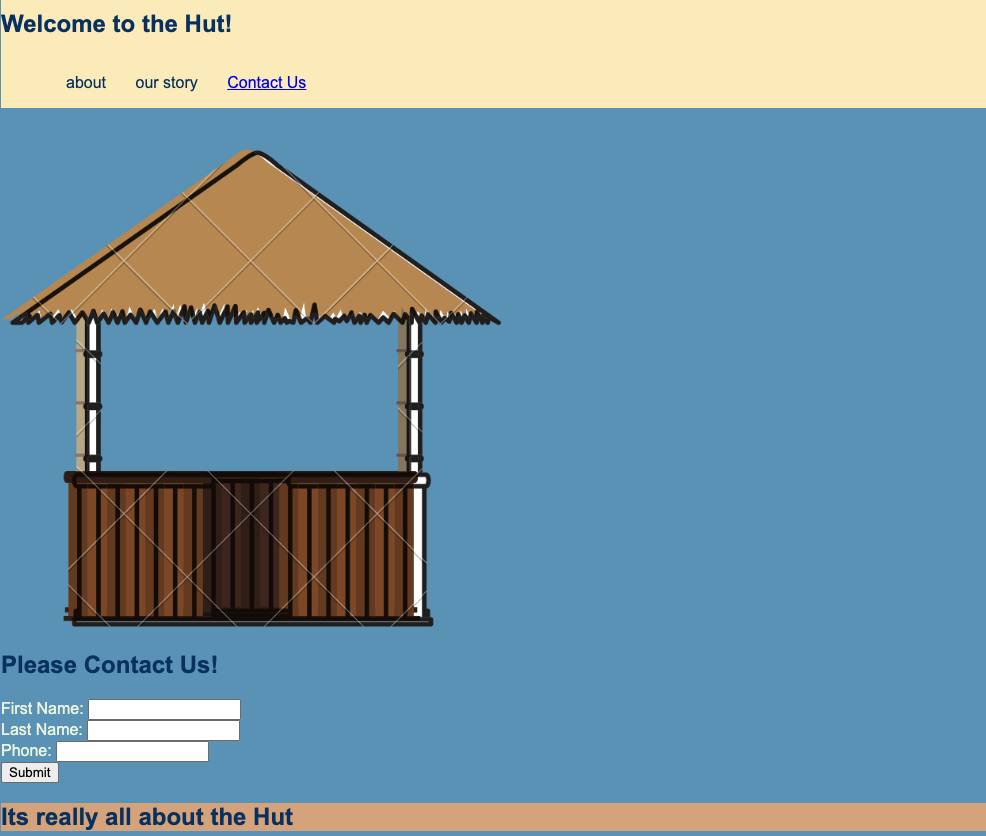 Welcome to the Hut!
about our story Contact Us
Please Contact Us!
First Name:
Last Name:
Phone:
Submit
Its really all about the Hut